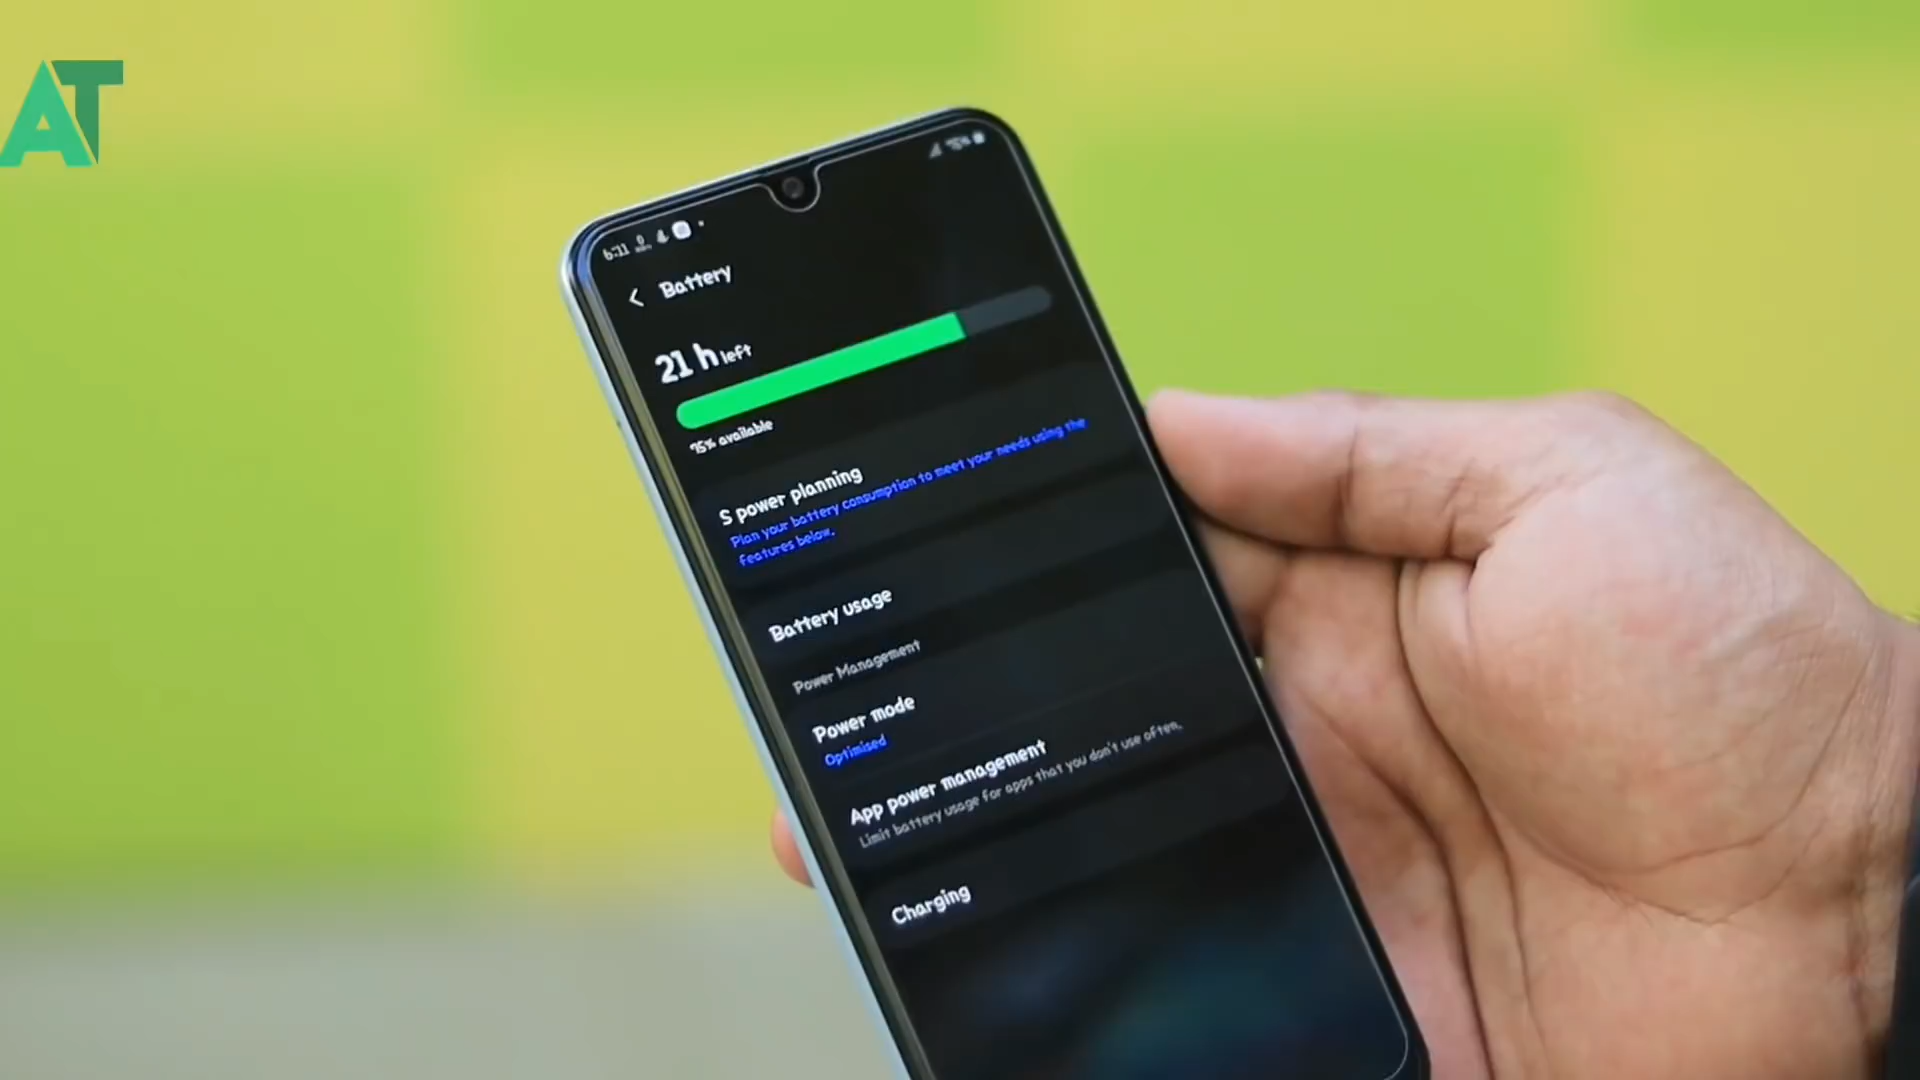 AT
6:11
Battery
21 h left
75% available
S power planning
Plan your battery consumption to meet your needs using the
features below.
Battery usage
Power Management
Power mode
Optimised
App power management
Limit battery usage for apps that you don't use often.
Charging